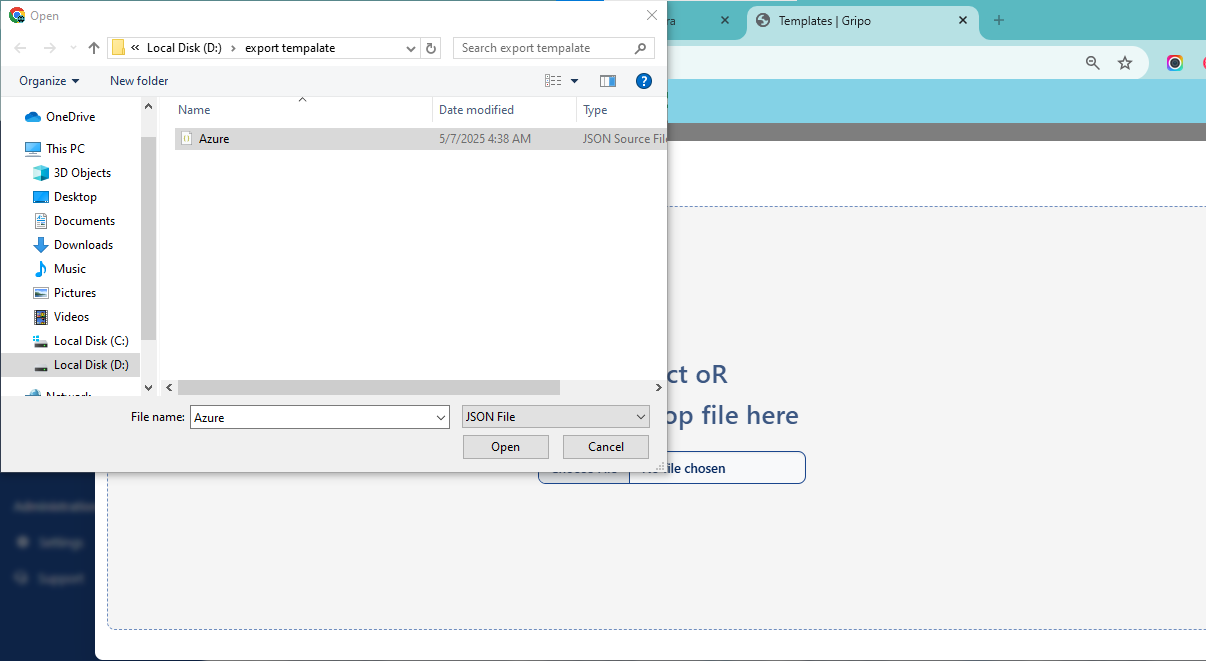 Open
ra
Templates | Gripo
« Local Disk (D:) › export tempalate
Search export tempalate
Organize
New folder
Name
Date modified
Type
OneDrive
This PC
3D Objects
Desktop
Documents
Downloads
Music
Pictures
Videos
Local Disk (C:)
Local Disk (D:)
Network
Azure
5/7/2025 4:38 AM
JSON Source File
File name:
Azure
JSON File
Open
Cancel
ct oR
op file here
Choose File
No file chosen
Administration
Settings
Support